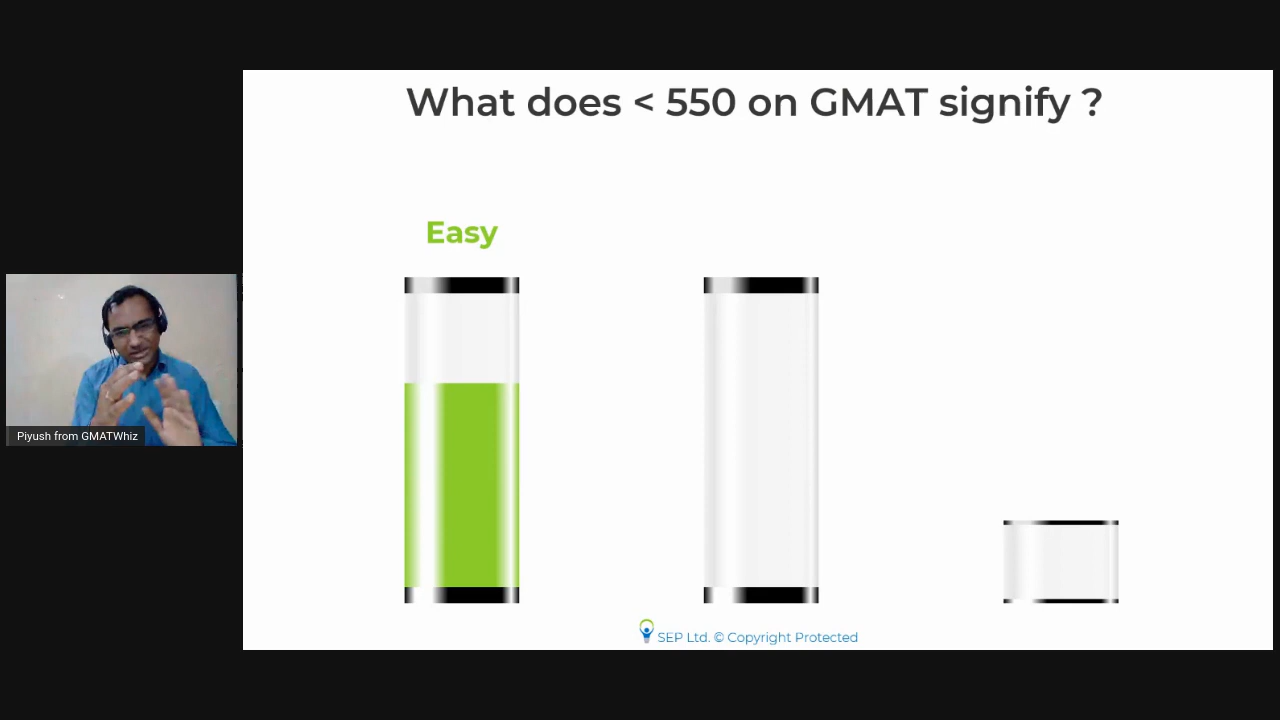 What does < 550 on GMAT signify ?
Easy
Piyush from GMATWhiz
SEP Ltd. © Copyright Protected